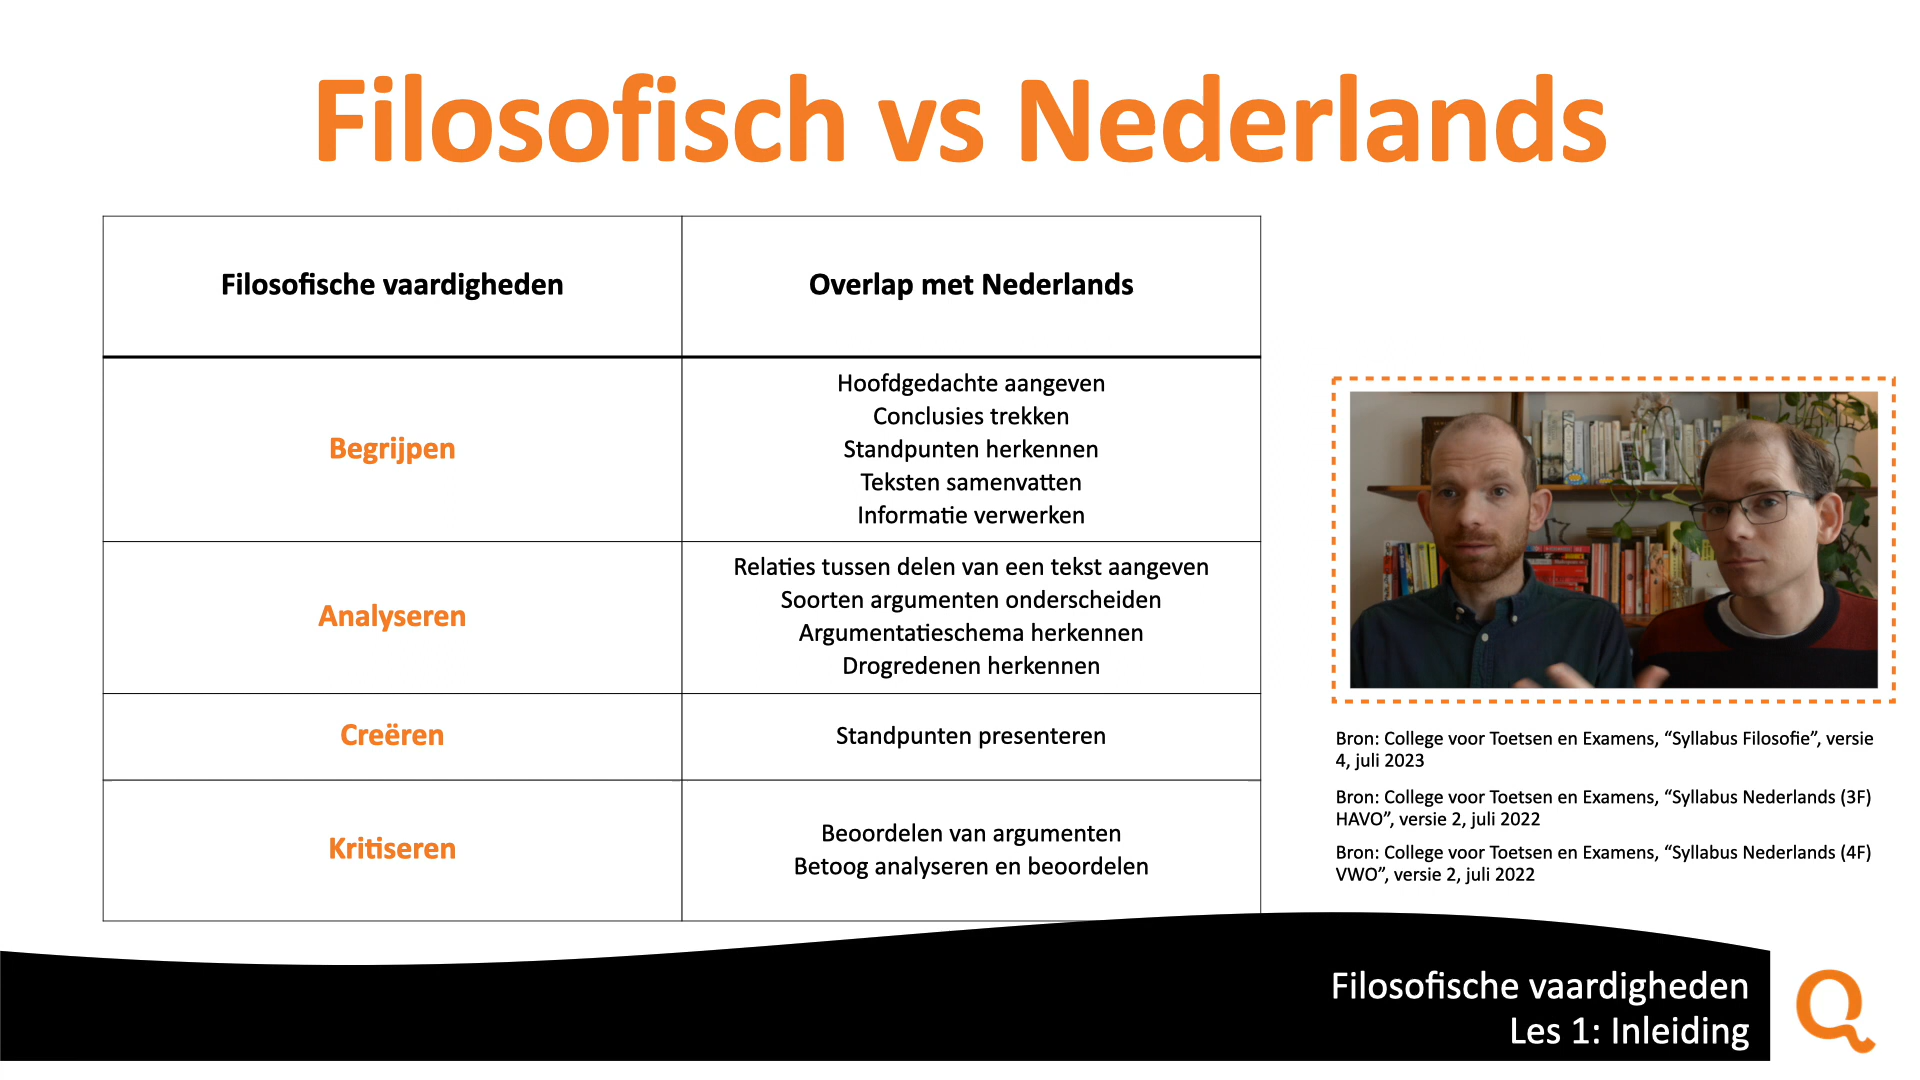 Filosofisch vs Nederlands
Filosofische vaardigheden
Overlap met Nederlands
Begrijpen
Hoofdgedachte aangeven
Conclusies trekken
Standpunten herkennen
Teksten samenvatten
Informatie verwerken
Analyseren
Relaties tussen delen van een tekst aangeven
Soorten argumenten onderscheiden
Argumentatieschema herkennen
Drogredenen herkennen
Creëren
Standpunten presenteren
Kritiseren
Beoordelen van argumenten
Betoog analyseren en beoordelen
Bron: College voor Toetsen en Examens, “Syllabus Filosofie”, versie
4, juli 2023
Bron: College voor Toetsen en Examens, “Syllabus Nederlands (3F)
HAVO”, versie 2, juli 2022
Bron: College voor Toetsen en Examens, “Syllabus Nederlands (4F)
VWO”, versie 2, juli 2022
Filosofische vaardigheden
Les 1: Inleiding
Q